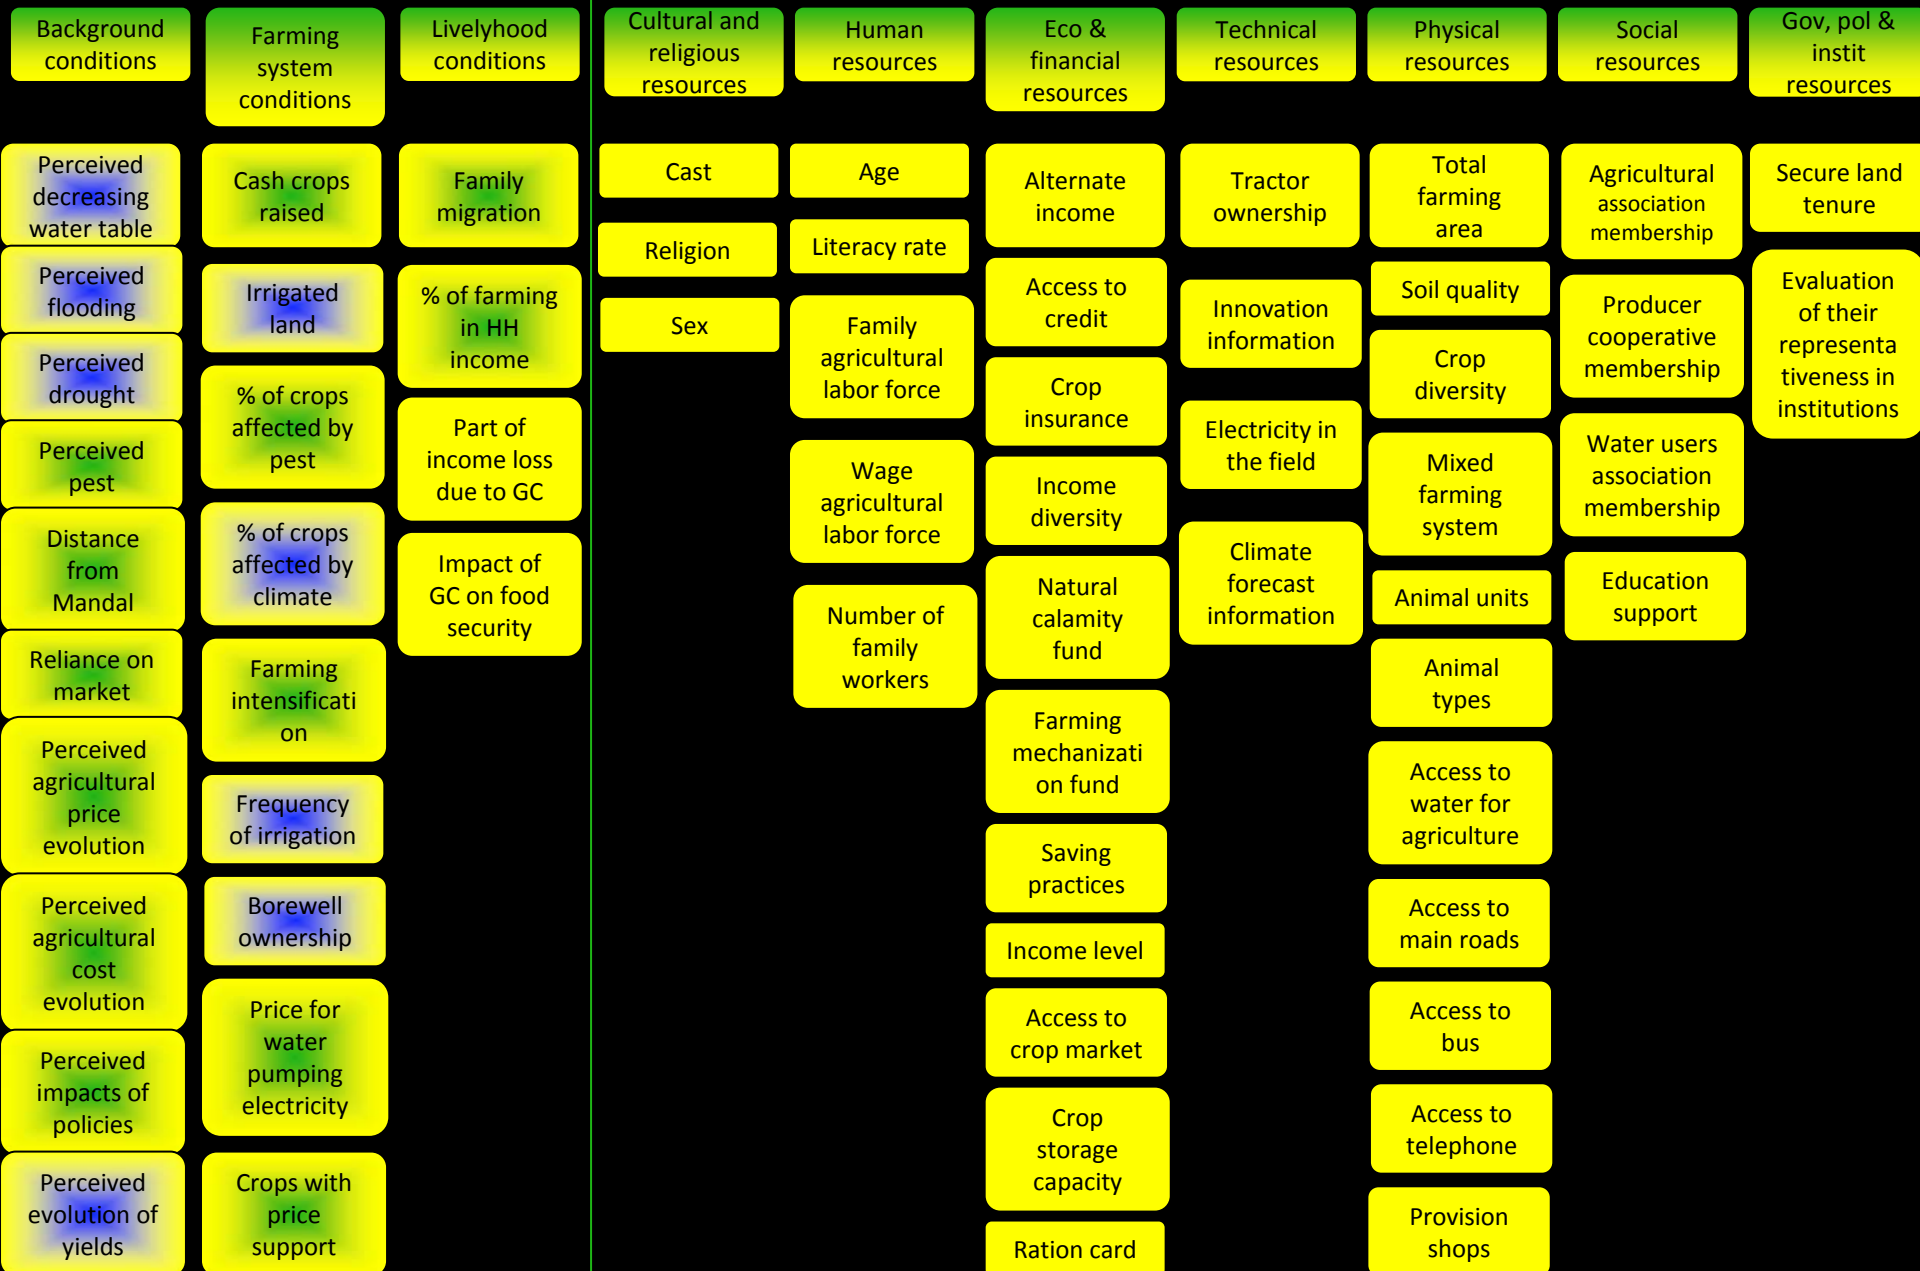 Background
conditions
Farming
system
conditions
Livelyhood
conditions
Cultural and
religious
resources
Human
resources
Eco &
financial
resources
Technical
resources
Physical
resources
Social
resources
Gov, pol &
instit
resources
Perceived
decreasing
water table
Perceived
flooding
Perceived
drought
Perceived
pest
Distance
from
Mandal
Reliance on
market
Perceived
agricultural
price
evolution
Perceived
agricultural
cost
evolution
Perceived
impacts of
policies
Perceived
evolution of
yields
Cash crops
raised
Irrigated
land
% of crops
affected by
pest
% of crops
affected by
climate
Farming
intensificati
on
Frequency
of irrigation
Borewell
ownership
Price for
water
pumping
electricity
Crops with
price
support
Family
migration
% of farming
in HH
income
Part of
income loss
due to GC
Impact of
GC on food
security
Cast
Religion
Sex
Age
Literacy rate
Family
agricultural
labor force
Wage
agricultural
labor force
Number of
family
workers
Alternate
income
Access to
credit
Crop
insurance
Income
diversity
Natural
calamity
fund
Farming
mechanizati
on fund
Saving
practices
Income level
Access to
crop market
Crop
storage
capacity
Ration card
Tractor
ownership
Innovation
information
Electricity in
the field
Climate
forecast
information
Total
farming
area
Soil quality
Crop
diversity
Mixed
farming
system
Animal units
Animal
types
Access to
water for
agriculture
Access to
main roads
Access to
bus
Access to
telephone
Provision
shops
Agricultural
association
membership
Producer
cooperative
membership
Water users
association
membership
Education
support
Secure land
tenure
Evaluation
of their
representa
tiveness in
institutions